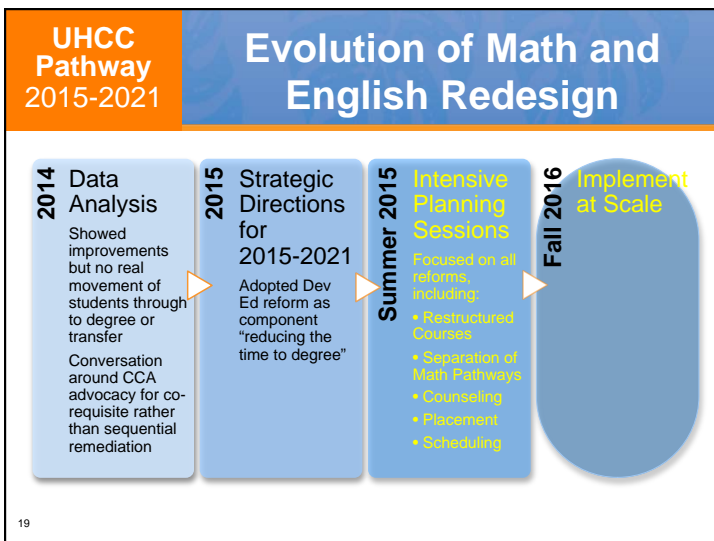 UHCC
Pathway
2015-2021
Evolution of Math and
English Redesign
2014
Data
Analysis
Showed
improvements
but no real
movement of
students through
to degree or
transfer
Conversation
around CCA
advocacy for co-
requisite rather
than sequential
remediation
2015
Strategic
Directions
for
2015-2021
Adopted Dev
Ed reform as
component
“reducing the
time to degree”
Summer 2015
Intensive
Planning
Sessions
Focused on all
reforms,
including:
• Restructured
Courses
• Separation of
Math Pathways
• Counseling
• Placement
• Scheduling
Fall 2016
Implement
at Scale
19